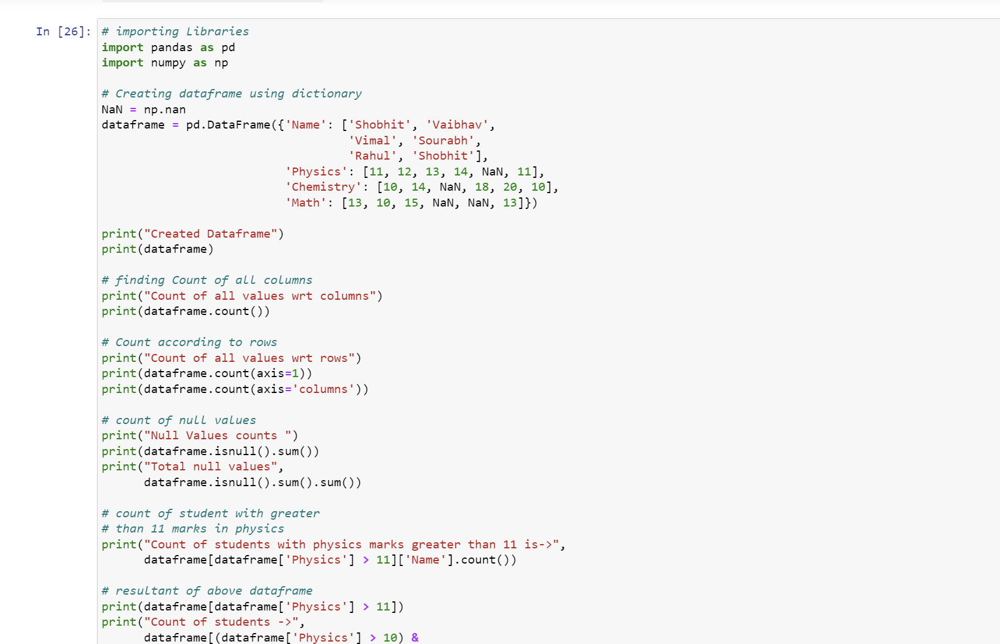 In [26]:
# importing Libraries
import pandas as pd
import numpy as np
# Creating dataframe using dictionary
NaN = np.nan
dataframe = pd.DataFrame({'Name': ['Shobhit', 'Vaibhav',
                                   'Vimal', 'Sourabh',
                                   'Rahul', 'Shobhit'],
                          'Physics': [11, 12, 13, 14, NaN, 11],
                          'Chemistry': [10, 14, NaN, 18, 20, 10],
                          'Math': [13, 10, 15, NaN, NaN, 13]})
print("Created Dataframe")
print(dataframe)
# finding Count of all columns
print("Count of all values wrt columns")
print(dataframe.count())
# Count according to rows
print("Count of all values wrt rows")
print(dataframe.count(axis=1))
print(dataframe.count(axis='columns'))
# count of null values
print("Null Values counts ")
print(dataframe.isnull().sum())
print("Total null values",
      dataframe.isnull().sum().sum())
# count of student with greater
# than 11 marks in physics
print("Count of students with physics marks greater than 11 is->",
      dataframe[dataframe['Physics'] > 11]['Name'].count())
# resultant of above dataframe
print(dataframe[dataframe['Physics'] > 11])
print("Count of students ->",
      dataframe[(dataframe['Physics'] > 10) &